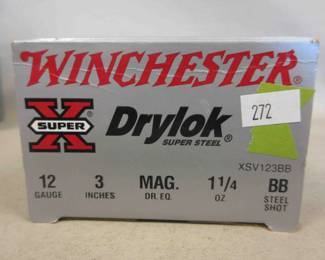 WINCHESTER®
X
SUPER
Drylok®
SUPER STEEL
272
XSV123BB
12 3 MAG. 1 1/4 BB
GAUGE INCHES DR. EQ. OZ STEEL
SHOT